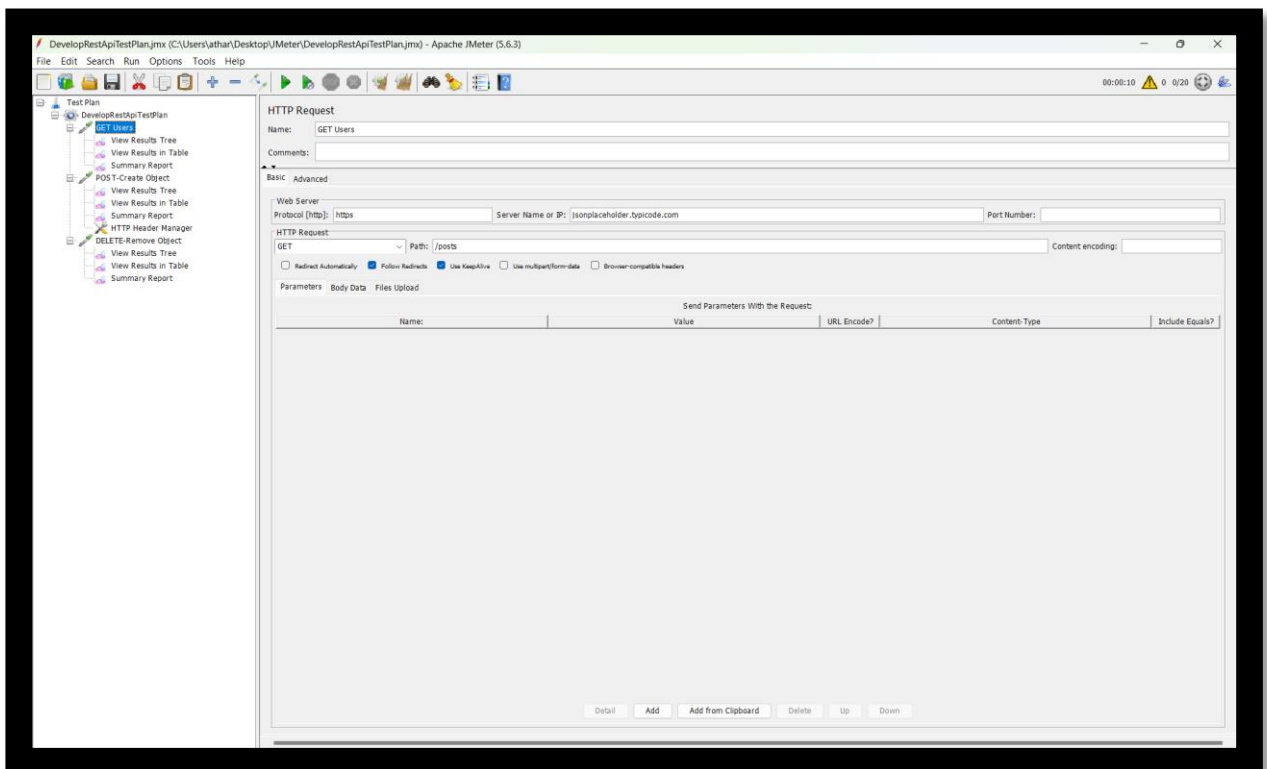 DevelopRestApiTestPlan.jmx (C:\Users\athar\Desktop\JMeter\DevelopRestApiTestPlan.jmx) - Apache JMeter (5.6.3)
File Edit Search Run Options Tools Help
00:00:10 0 0/20
Test Plan
DevelopRestApiTestPlan
GET Users
View Results Tree
View Results in Table
Summary Report
POST-Create Object
View Results Tree
View Results in Table
Summary Report
HTTP Header Manager
DELETE-Remove Object
View Results Tree
View Results in Table
Summary Report
HTTP Request
Name: GET Users
Comments:
Basic Advanced
Web Server
Protocol [http]: https Server Name or IP: jsonplaceholder.typicode.com Port Number:
HTTP Request
GET Path: /posts Content encoding:
Redirect Automatically Follow Redirects Use KeepAlive Use multipart/form-data Browser-compatible headers
Parameters Body Data Files Upload
Send Parameters With the Request:
Name: Value URL Encode? Content-Type Include Equals?
Detail Add Add from Clipboard Delete Up Down